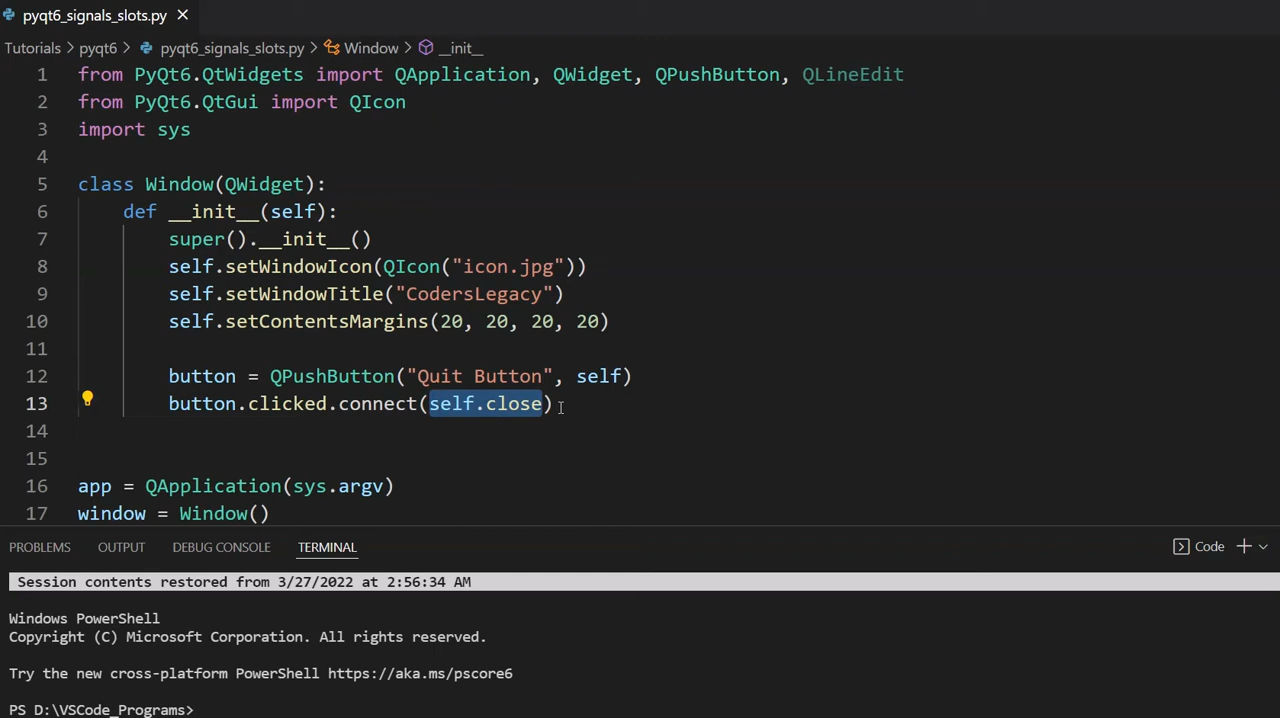 pyqt6_signals_slots.py ×
Tutorials > pyqt6 > pyqt6_signals_slots.py > Window > __init__
1 from PyQt6.QtWidgets import QApplication, QWidget, QPushButton, QLineEdit
2 from PyQt6.QtGui import QIcon
3 import sys
4
5 class Window(QWidget):
6     def __init__(self):
7         super().__init__()
8         self.setWindowIcon(QIcon("icon.jpg"))
9         self.setWindowTitle("CodersLegacy")
10         self.setContentsMargins(20, 20, 20, 20)
11
12         button = QPushButton("Quit Button", self)
13         button.clicked.connect(self.close)
14
15
16 app = QApplication(sys.argv)
17 window = Window()
PROBLEMS OUTPUT DEBUG CONSOLE TERMINAL Code
Session contents restored from 3/27/2022 at 2:56:34 AM
Windows PowerShell
Copyright (C) Microsoft Corporation. All rights reserved.
Try the new cross-platform PowerShell https://aka.ms/pscore6
PS D:\VSCode_Programs>